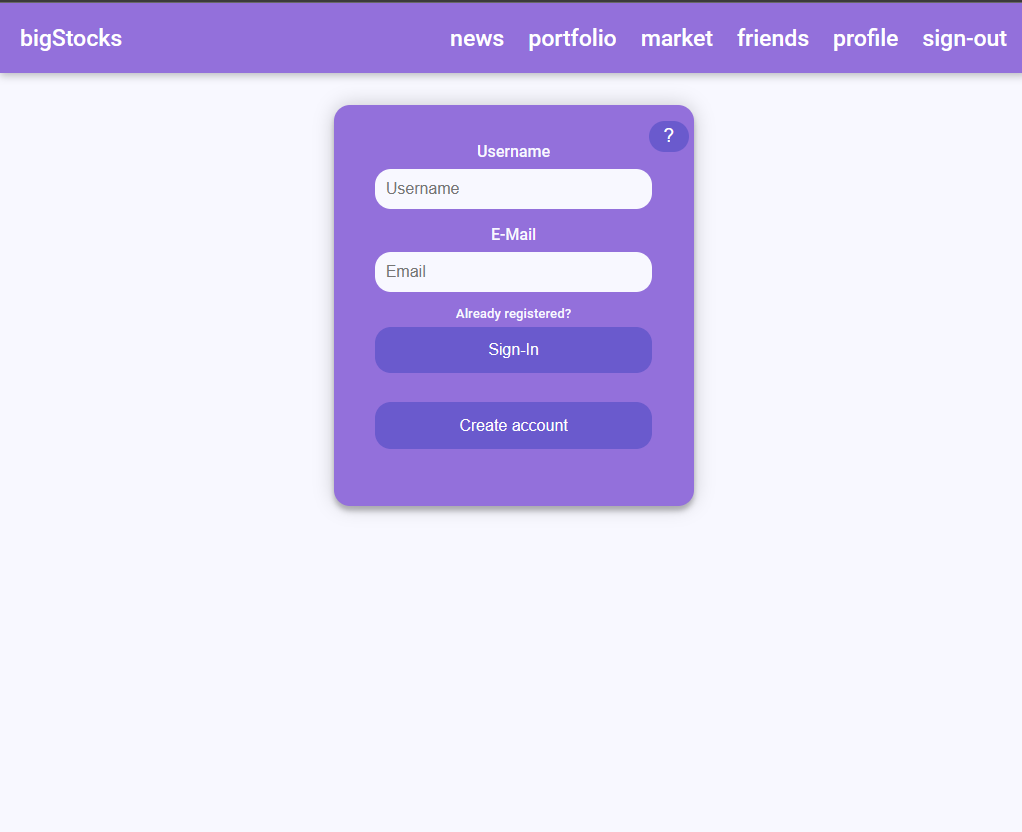 bigStocks news portfolio market friends profile sign-out
?
Username
Username
E-Mail
Email
Already registered?
Sign-In
Create account